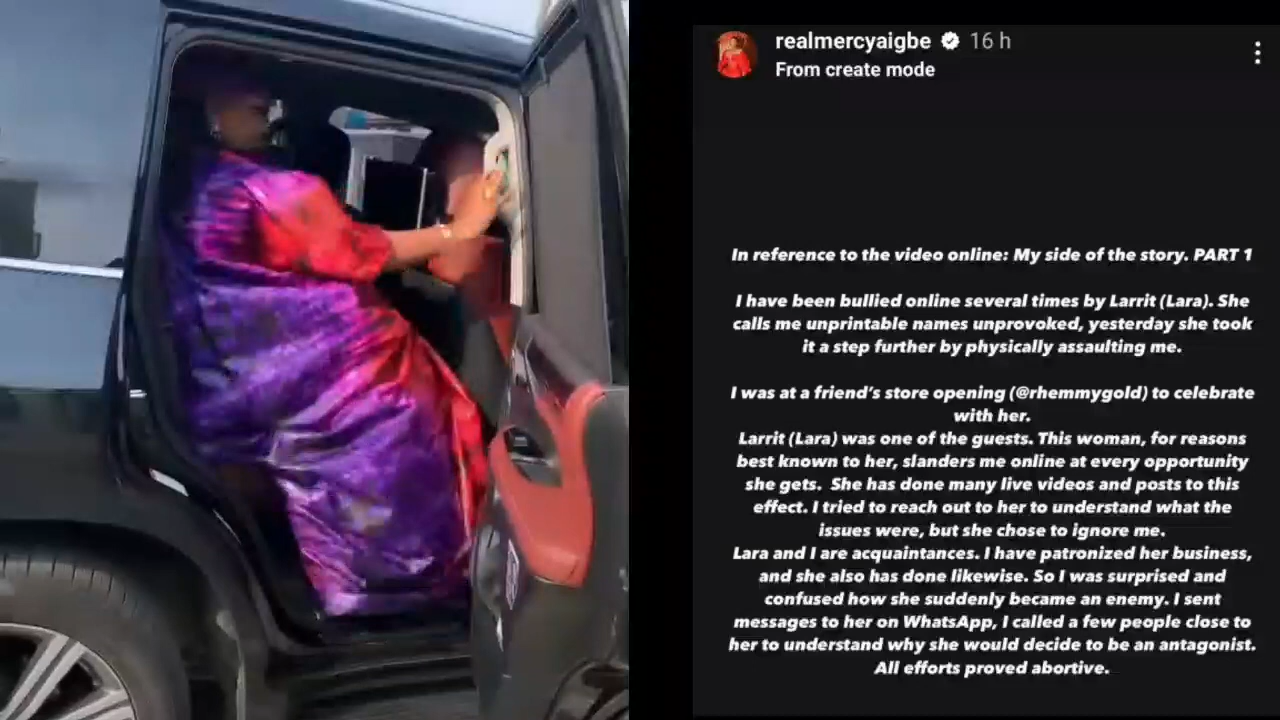 realmercyaigbe 16 h
From create mode
In reference to the video online: My side of the story. PART 1
I have been bullied online several times by Larrit (Lara). She
calls me unprintable names unprovoked, yesterday she took
it a step further by physically assaulting me.
I was at a friend's store opening (@rhemmygold) to celebrate
with her.
Larrit (Lara) was one of the guests. This woman, for reasons
best known to her, slanders me online at every opportunity
she gets. She has done many live videos and posts to this
effect. I tried to reach out to her to understand what the
issues were, but she chose to ignore me.
Lara and I are acquaintances. I have patronized her business,
and she also has done likewise. So I was surprised and
confused how she suddenly became an enemy. I sent
messages to her on WhatsApp, I called a few people close to
her to understand why she would decide to be an antagonist.
All efforts proved abortive.